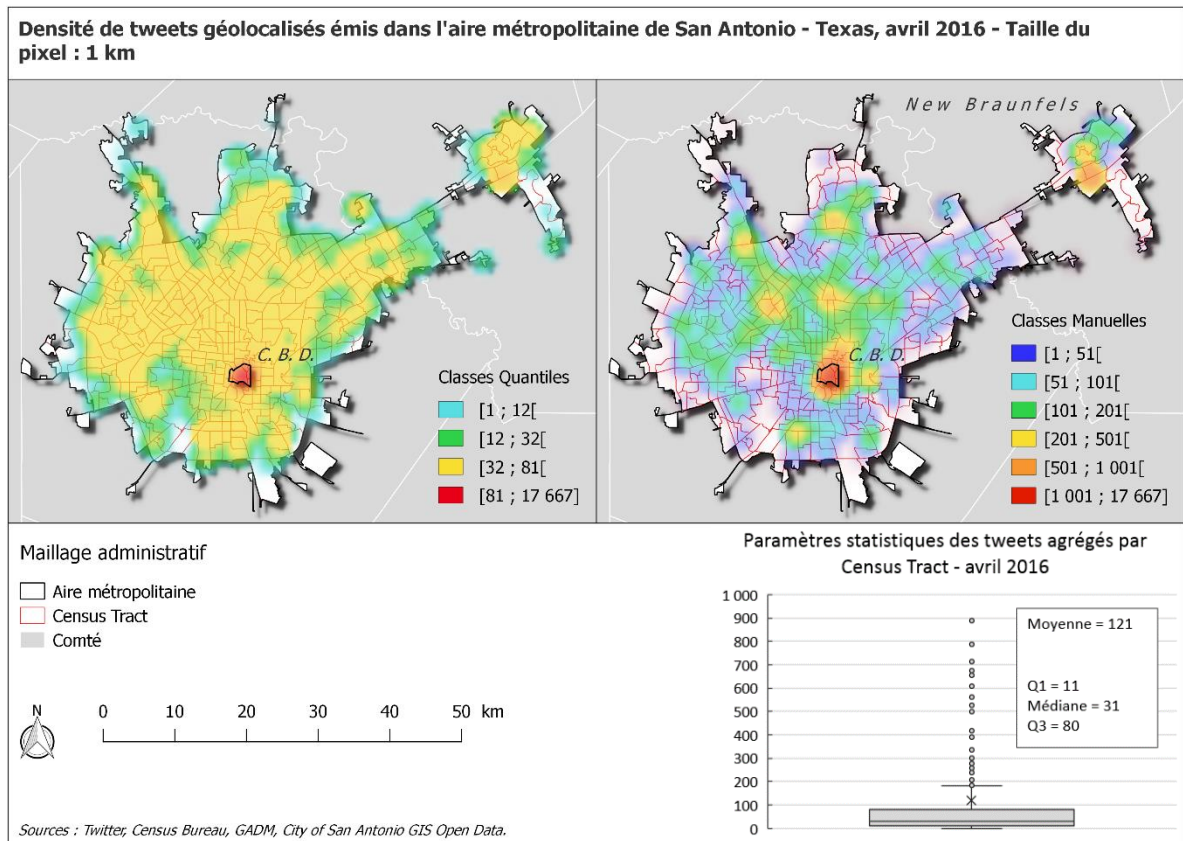 Densité de tweets géolocalisés émis dans l'aire métropolitaine de San Antonio - Texas, avril 2016 - Taille du
pixel : 1 km
C. B. D.
Classes Quantiles
[1 ; 12[
[12 ; 32[
[32 ; 81[
[81 ; 17 667]
New Braunfels
C. B. D.
Classes Manuelles
[1 ; 51[
[51 ; 101[
[101 ; 201[
[201 ; 501[
[501 ; 1 001[
[1 001 ; 17 667]
Maillage administratif
Aire métropolitaine
Census Tract
Comté
N
0 10 20 30 40 50 km
Sources : Twitter, Census Bureau, GADM, City of San Antonio GIS Open Data.
Paramètres statistiques des tweets agrégés par
Census Tract - avril 2016
1 000
900
800
700
600
500
400
300
200
100
0
Moyenne = 121
Q1 = 11
Médiane = 31
Q3 = 80